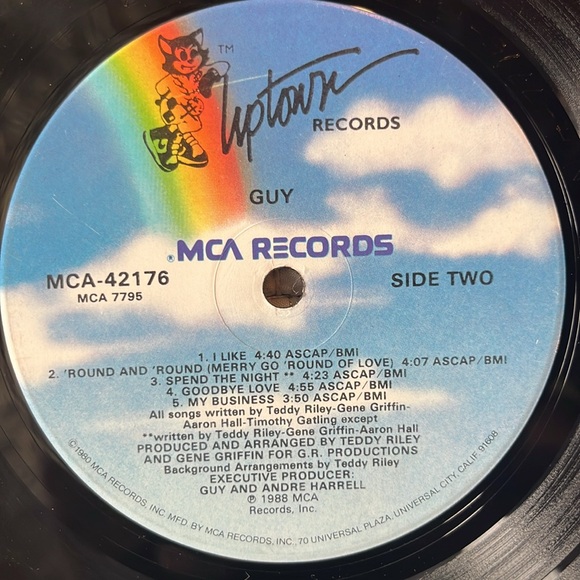 Uptown ™
RECORDS
GUY
® MCA RECORDS
MCA-42176
MCA 7795
SIDE TWO
1. I LIKE 4:40 ASCAP/BMI
2. 'ROUND AND 'ROUND (MERRY GO 'ROUND OF LOVE) 4:07 ASCAP/BMI
3. SPEND THE NIGHT ** 4:23 ASCAP/BMI
4. GOODBYE LOVE 4:55 ASCAP/BMI
5. MY BUSINESS 3:50 ASCAP/BMI
All songs written by Teddy Riley-Gene Griffin-
Aaron Hall-Timothy Gatling except
**written by Teddy Riley-Gene Griffin-Aaron Hall
PRODUCED AND ARRANGED BY TEDDY RILEY
AND GENE GRIFFIN FOR G.R. PRODUCTIONS
Background Arrangements by Teddy Riley
EXECUTIVE PRODUCER:
GUY AND ANDRE HARRELL
℗ 1988 MCA
Records, Inc.
©1980 MCA RECORDS, INC. MFD. BY MCA RECORDS, INC., 70 UNIVERSAL PLAZA, UNIVERSAL CITY, CALIF. 91608